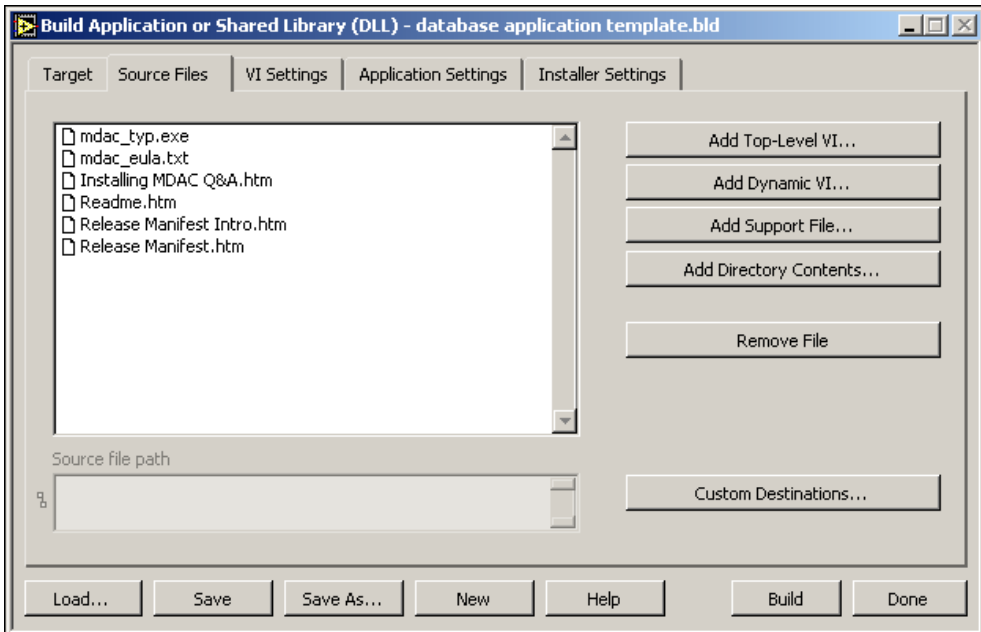 Build Application or Shared Library (DLL) - database application template.bld
Target Source Files VI Settings Application Settings Installer Settings
mdac_typ.exe
mdac_eula.txt
Installing MDAC Q&A.htm
Readme.htm
Release Manifest Intro.htm
Release Manifest.htm
Add Top-Level VI...
Add Dynamic VI...
Add Support File...
Add Directory Contents...
Remove File
Source file path
Custom Destinations...
Load... Save Save As... New Help Build Done